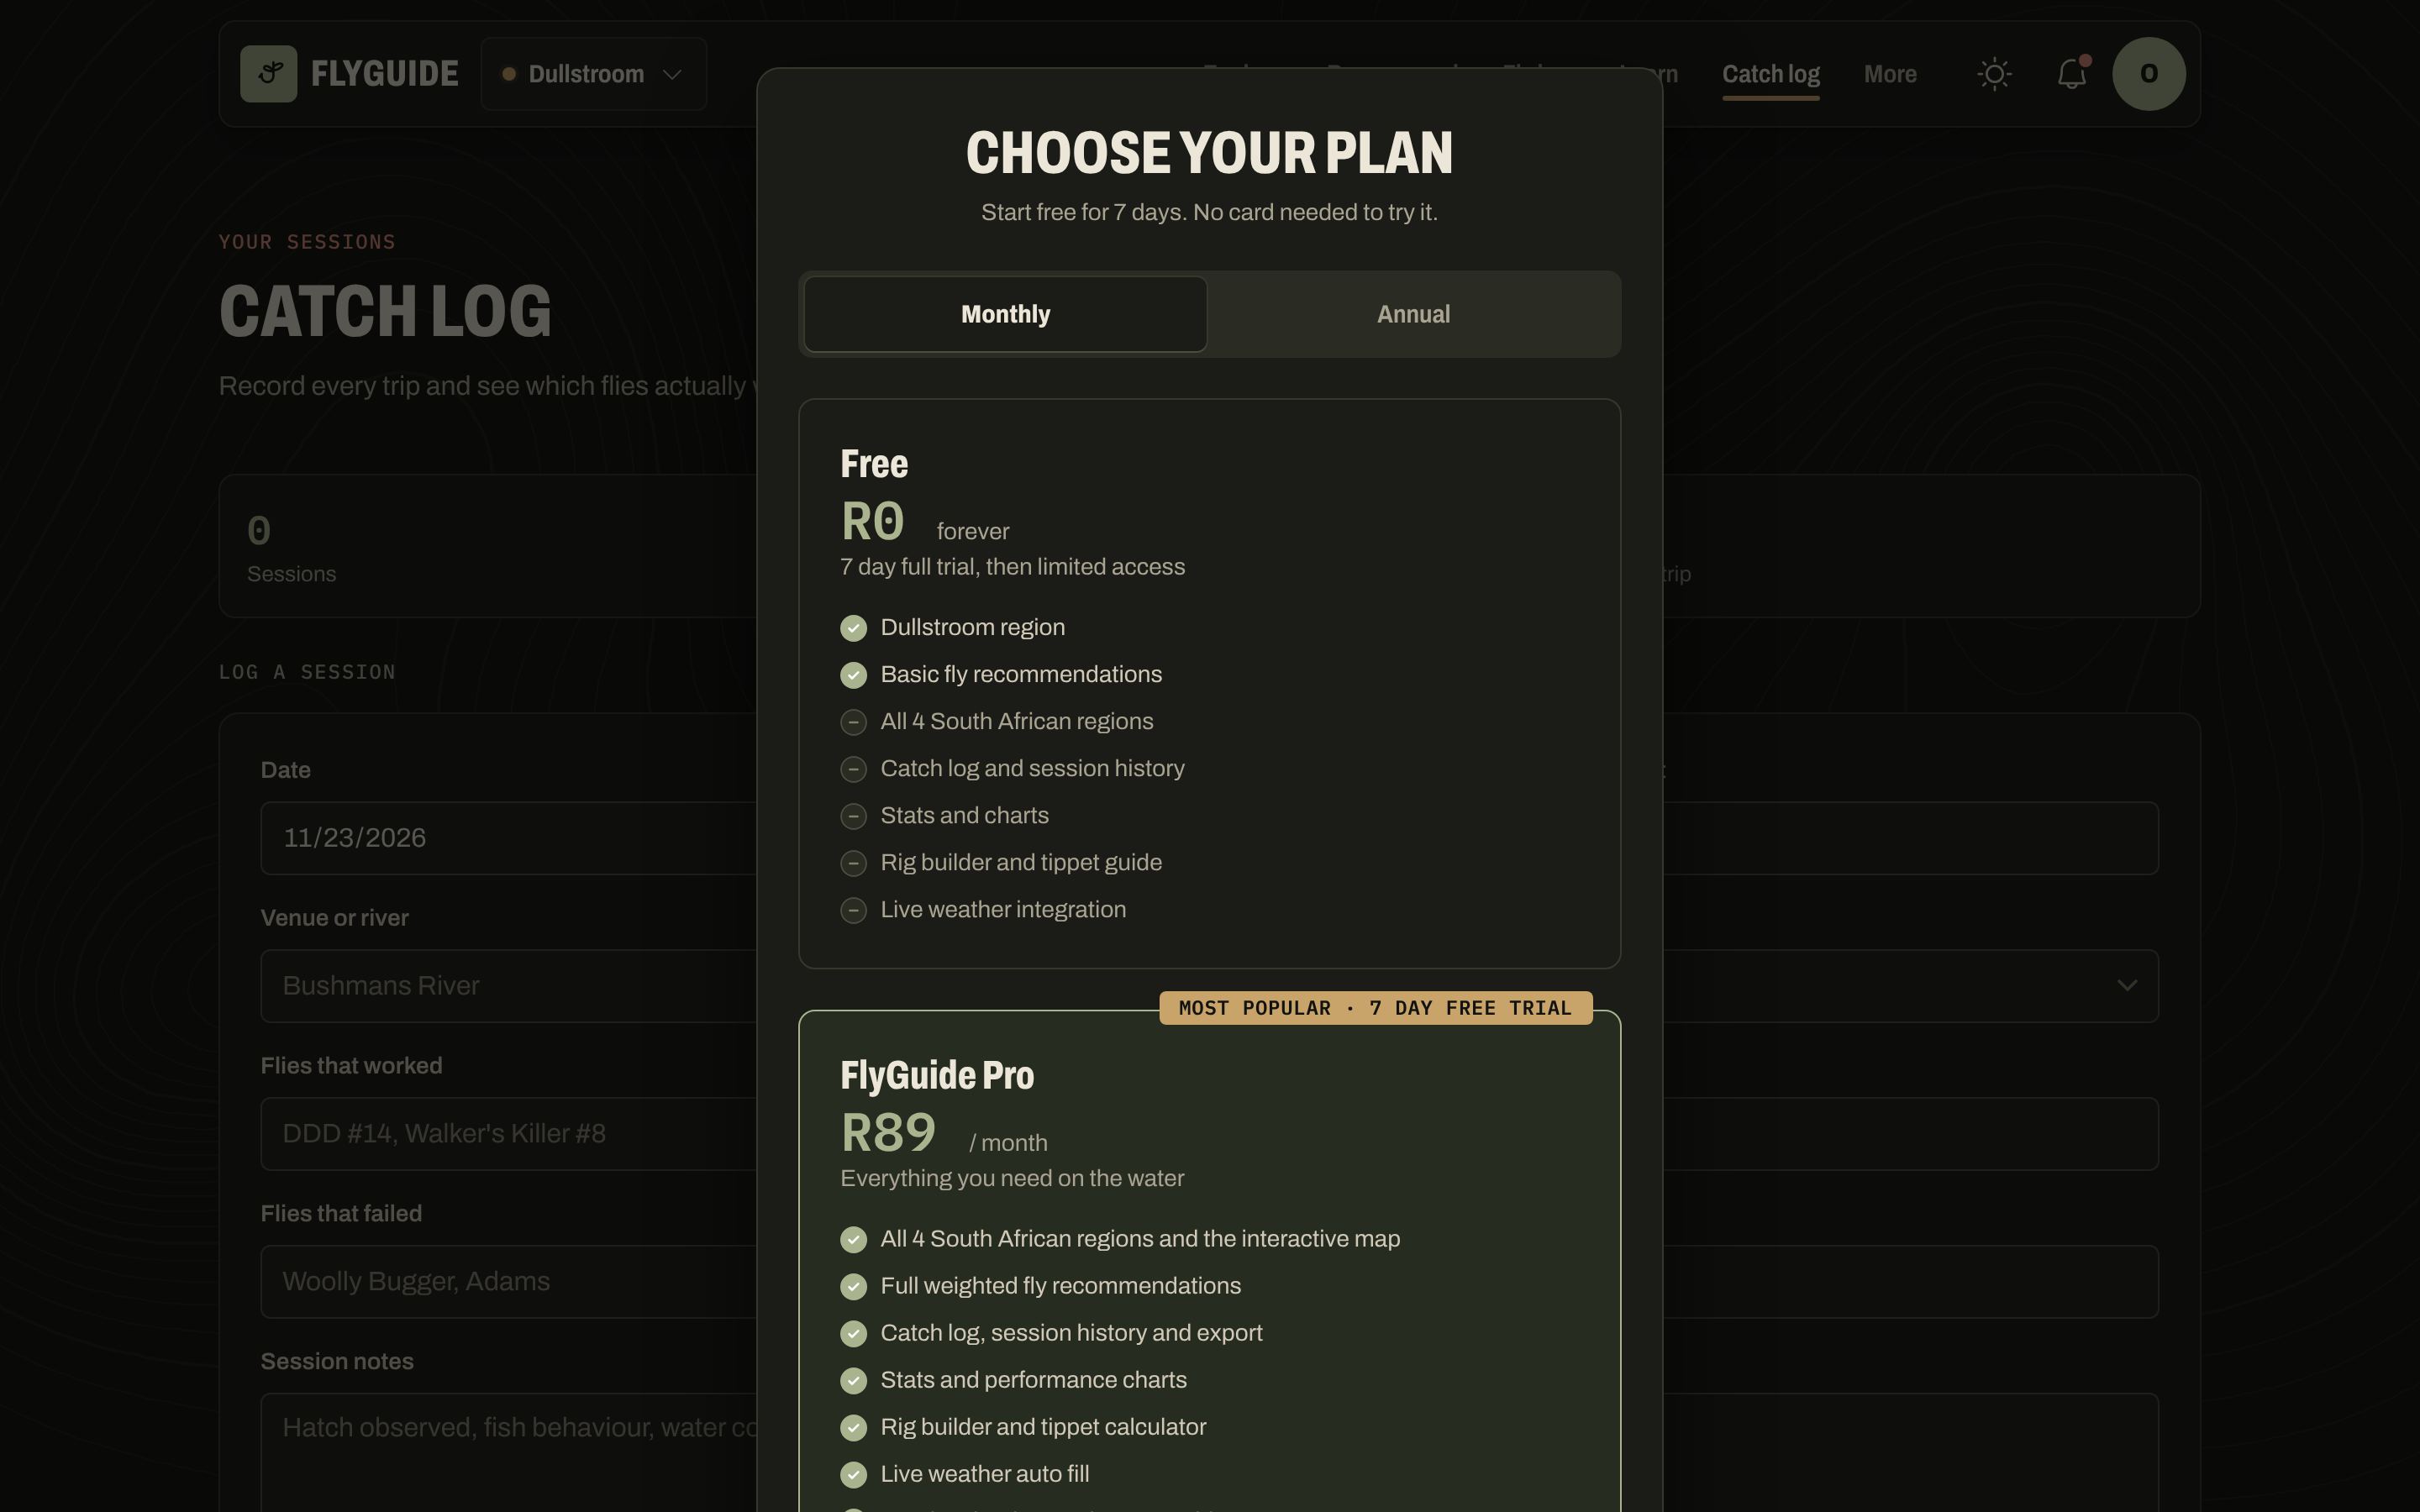 FLYGUIDE
Dullstroom
Catch log
More
O
YOUR SESSIONS
CATCH LOG
Record every trip and see which flies actually
0
Sessions
LOG A SESSION
Date
11/23/2026
Venue or river
Bushmans River
Flies that worked
DDD #14, Walker's Killer #8
Flies that failed
Woolly Bugger, Adams
Session notes
Hatch observed, fish behaviour, water
CHOOSE YOUR PLAN
Start free for 7 days. No card needed to try it.
Monthly
Annual
Free
R0 forever
7 day full trial, then limited access
Dullstroom region
Basic fly recommendations
All 4 South African regions
Catch log and session history
Stats and charts
Rig builder and tippet guide
Live weather integration
MOST POPULAR · 7 DAY FREE TRIAL
FlyGuide Pro
R89 / month
Everything you need on the water
All 4 South African regions and the interactive map
Full weighted fly recommendations
Catch log, session history and export
Stats and performance charts
Rig builder and tippet calculator
Live weather auto fill